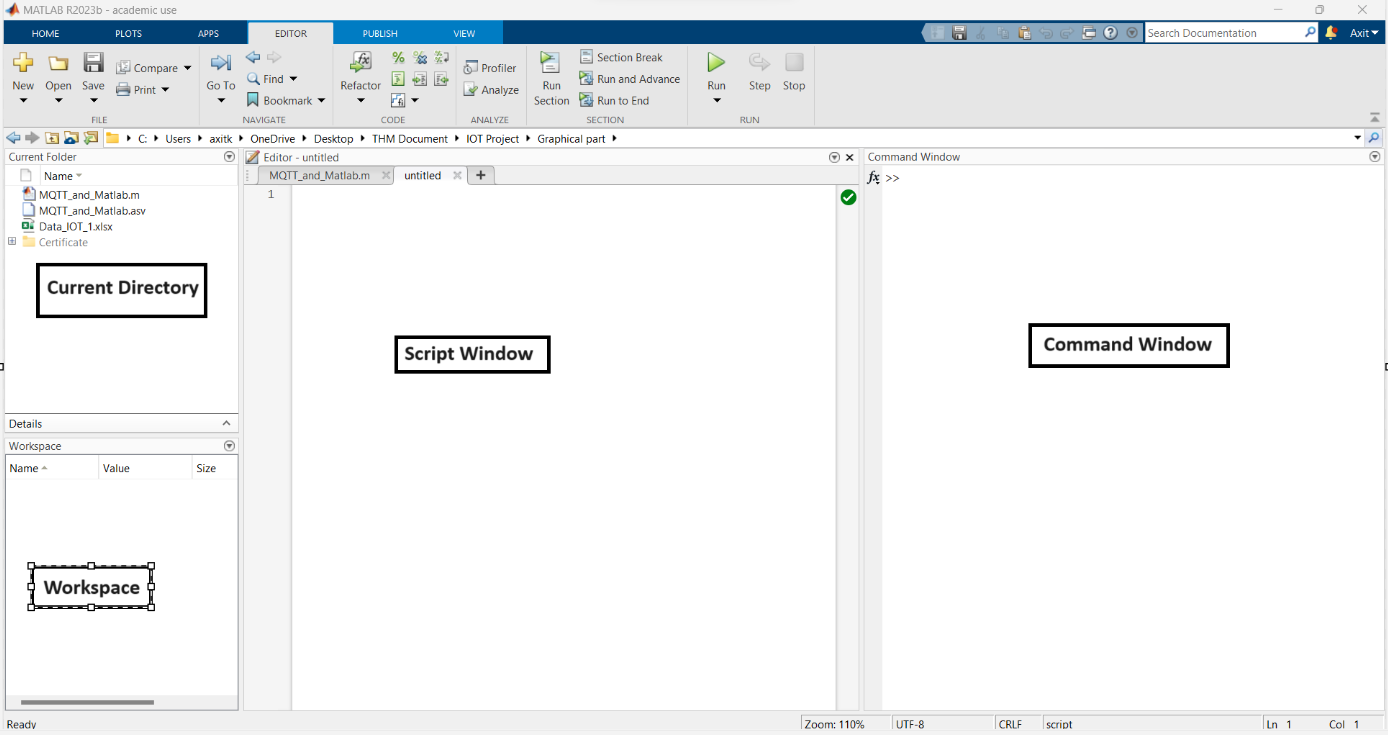 MATLAB R2023b - academic use
HOME PLOTS APPS EDITOR PUBLISH VIEW
Search Documentation
Axit
New Open Save Compare Print
FILE
Go To Find Bookmark
NAVIGATE
Refactor
CODE
Profiler
Analyze
ANALYZE
Run Section
Section Break
Run and Advance
Run to End
SECTION
Run Step Stop
RUN
C: Users axitk OneDrive Desktop THM Document IOT Project Graphical part
Current Folder
Name
MQTT_and_Matlab.m
MQTT_and_Matlab.asv
Data_IOT_1.xlsx
Certificate
Current Directory
Details
Workspace
Name Value Size
Workspace
Editor - untitled
MQTT_and_Matlab.m untitled +
1
Script Window
Command Window
fx >>
Command Window
Ready
Zoom: 110% UTF-8 CRLF script Ln 1 Col 1